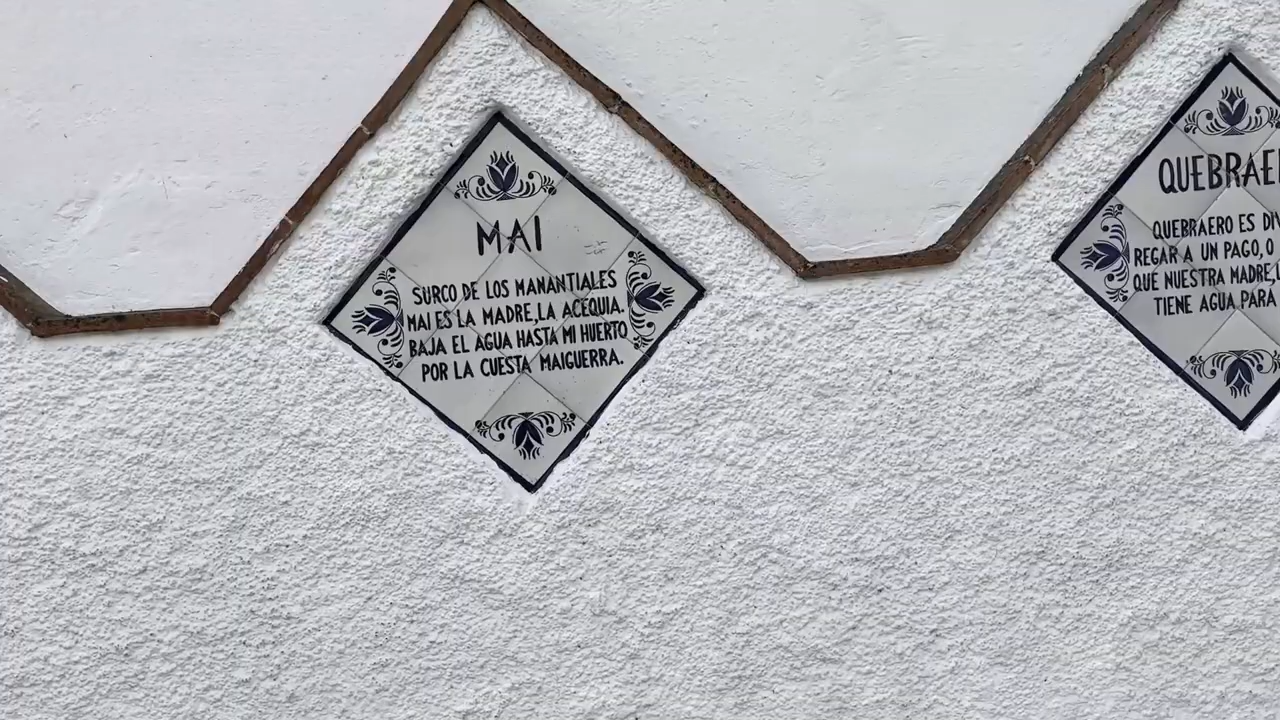 MAI
SURCO DE LOS MANANTIALES
MAI ES LA MADRE, LA ACEQUIA.
BAJA EL AGUA HASTA MI HUERTO
POR LA CUESTA MAIGUERRA.
QUEBRAE
QUEBRAERO ES DI
REGAR A UN PAGO, O
QUE NUESTRA MADRE,
TIENE AGUA PARA